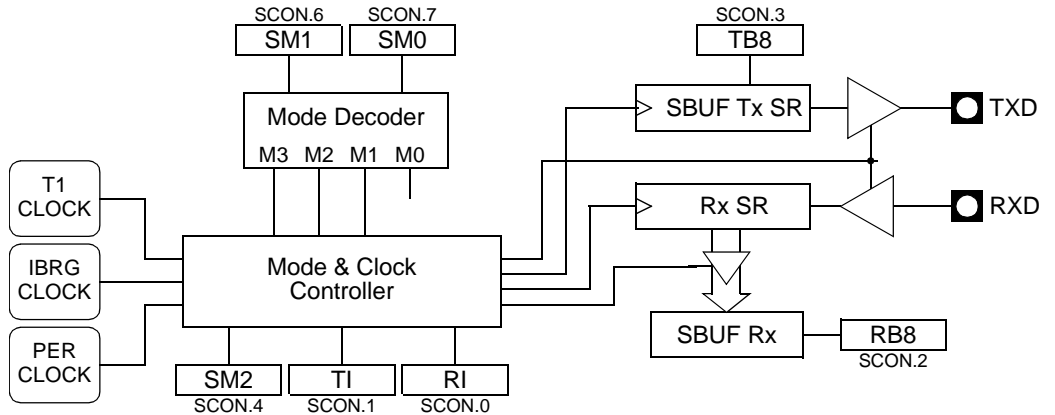 SCON.6
SCON.7
SCON.3
SM1
SM0
TB8
SBUF Tx SR
TXD
Mode Decoder
M3
M2
M1
M0
T1
CLOCK
Rx SR
RXD
IBRG
CLOCK
Mode & Clock
Controller
SBUF Rx
RB8
SCON.2
PER
CLOCK
SM2
TI
RI
SCON.4
SCON.1
SCON.0